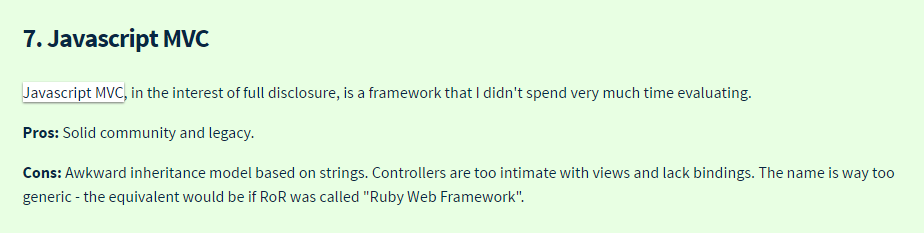 7. Javascript MVC
Javascript MVC, in the interest of full disclosure, is a framework that I didn't spend very much time evaluating.
Pros: Solid community and legacy.
Cons: Awkward inheritance model based on strings. Controllers are too intimate with views and lack bindings. The name is way too
generic - the equivalent would be if RoR was called "Ruby Web Framework".